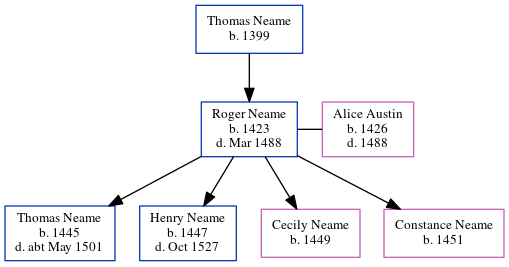 Thomas Neame
b. 1399
Roger Neame
b. 1423
d. Mar 1488
Alice Austin
b. 1426
d. 1488
Thomas Neame
b. 1445
d. abt May 1501
Henry Neame
b. 1447
d. Oct 1527
Cecily Neame
b. 1449
Constance Neame
b. 1451